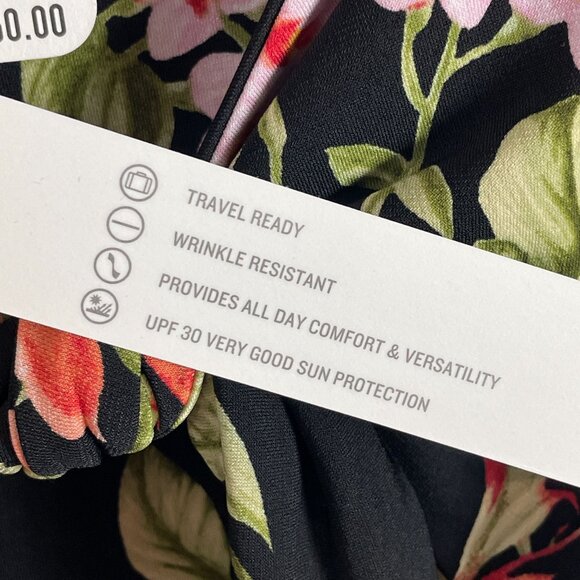 TRAVEL READY
WRINKLE RESISTANT
PROVIDES ALL DAY COMFORT & VERSATILITY
UPF 30 VERY GOOD SUN PROTECTION